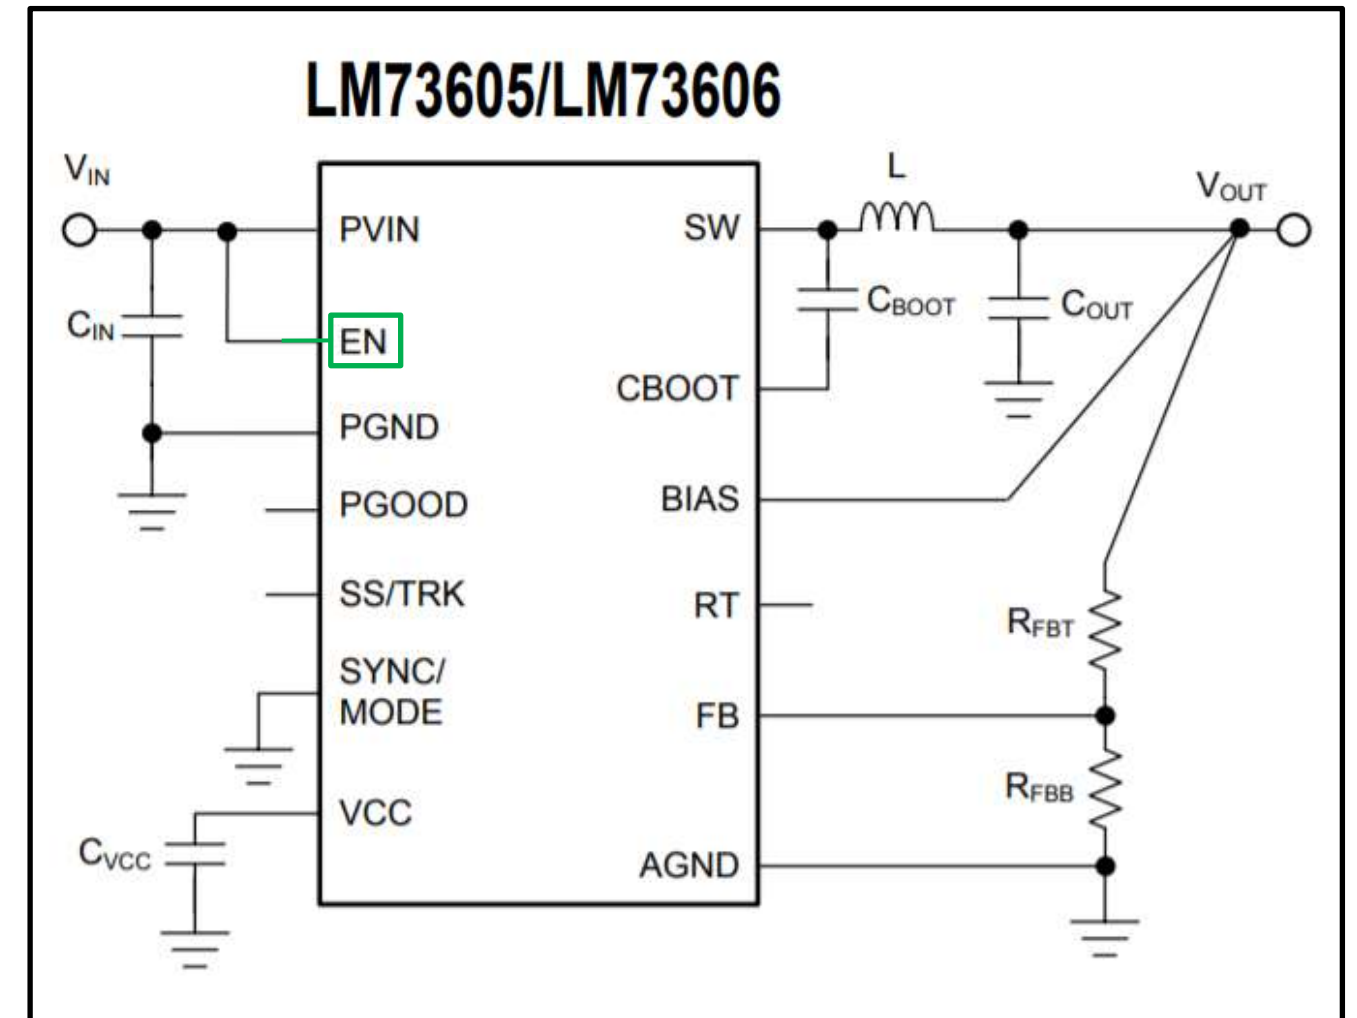 LM73605/LM73606
VIN
L
VOUT
PVIN
SW
CIN
CBOOT
COUT
EN
CBOOT
PGND
PGOOD
BIAS
SS/TRK
RT
RFBT
SYNC/
MODE
FB
RFBB
VCC
CVCC
AGND